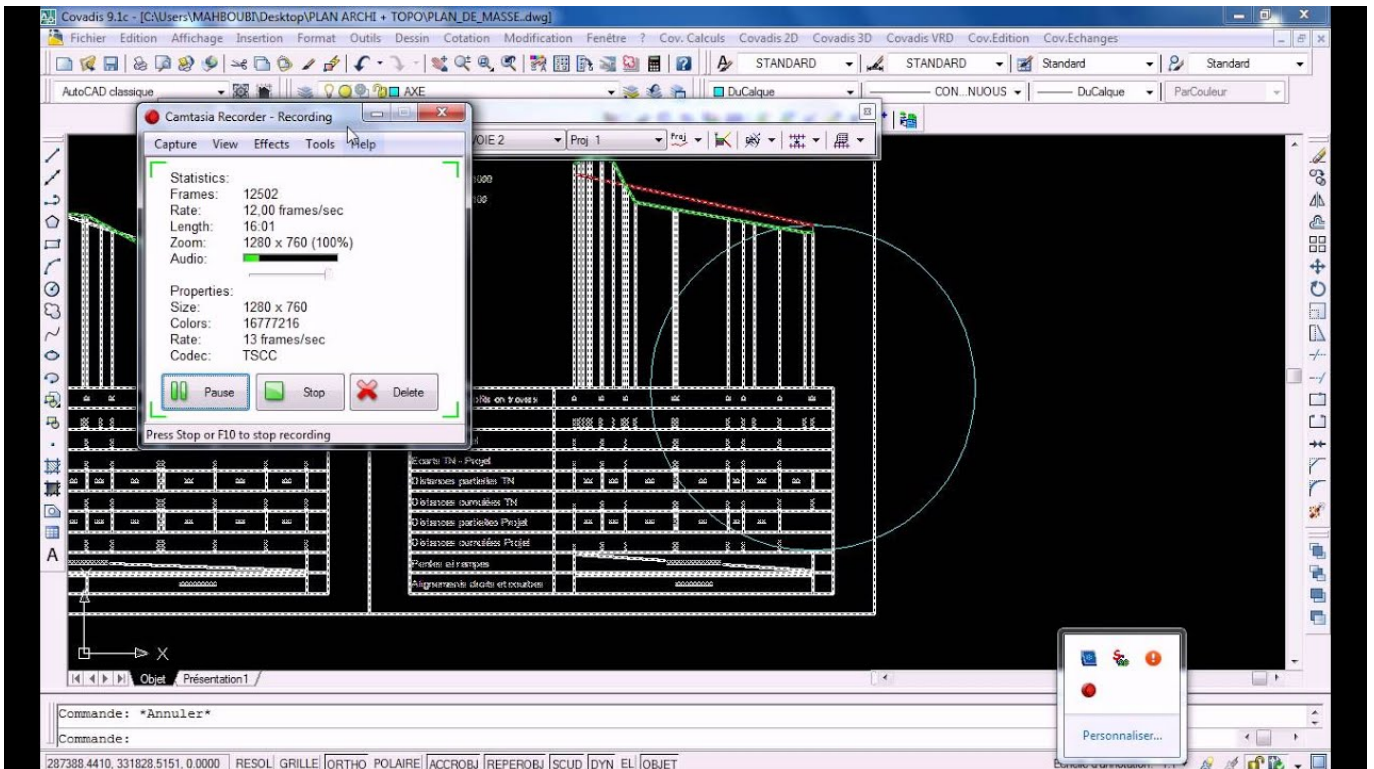 Covadis 9.1c - [C:\Users\MAHBOUBI\Desktop\PLAN ARCHI + TOPO\PLAN_DE_MASSE..dwg]
Fichier Edition Affichage Insertion Format Outils Dessin Cotation Modification Fenêtre ? Cov. Calculs Covadis 2D Covadis 3D Covadis VRD Cov.Edition Cov.Echanges
STANDARD STANDARD Standard Standard
AutoCAD classique AXE DuCalque CON...NUOUS DuCalque ParCouleur
Camtasia Recorder - Recording
VOIE 2 Proj 1 Proj
Capture View Effects Tools Help
Statistics:
Frames: 12502
Rate: 12,00 frames/sec
Length: 16:01
Zoom: 1280 x 760 (100%)
Audio:
Properties:
Size: 1280 x 760
Colors: 16777216
Rate: 13 frames/sec
Codec: TSCC
Pause Stop Delete
Press Stop or F10 to stop recording
Ecarts TN - Projet
Distances partielles TN
Distances cumulées TN
Distances partielles Projet
Distances cumulées Projet
Pentes et rampes
Alignements droits et courbes
A
X
Objet Présentation1
Commande: *Annuler*
Commande:
Personnaliser...
287388.4410, 331828.5151, 0.0000 RESOL GRILLE ORTHO POLAIRE ACCROBJ REPEROBJ SCUD DYN EL OBJET